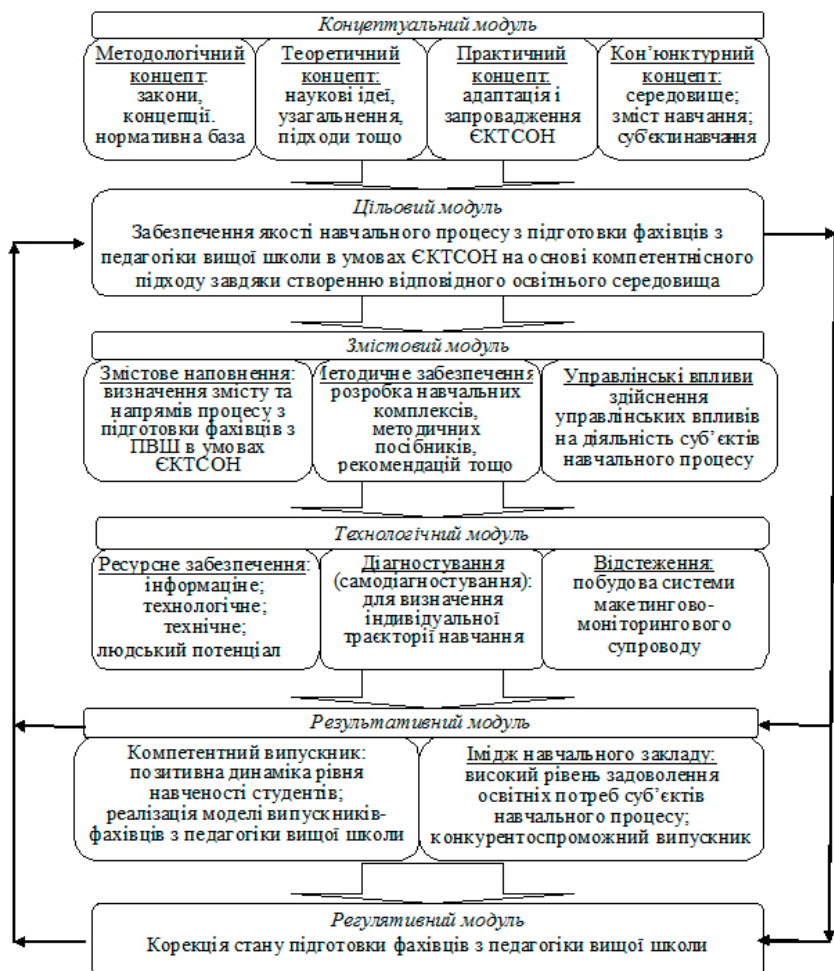 Концептуальний модуль
Методологічний
концепт:
закони,
концепції.
нормативна база
Теоретичний
концепт:
наукові ідеї,
узагальнення,
підходи тощо
Практичний
концепт:
адаптація і
запровадження
ЄКТСОН
Кон’юнктурний
концепт:
середовище;
зміст навчання;
суб'єкти навчання
Цільовий модуль
Забезпечення якості навчального процесу з підготовки фахівців з
педагогіки вищої школи в умовах ЄКТСОН на основі компетентнісного
підходу завдяки створенню відповідного освітнього середовища
Змістовий модуль
Змістове наповнення:
визначення змісту та
напрямів процесу з
підготовки фахівців з
ПВШ в умовах
ЄКТСОН
Методичне забезпечення
розробка навчальних
комплексів,
методичних
посібників,
рекомендацій тощо
Управлінські впливи
здійснення
управлінських впливів
на діяльність суб’єктів
навчального процесу
Технологічний модуль
Ресурсне забезпечення:
інформаціне;
технологічне;
технічне;
людський потенціал
Діагностування
(самодіагностування):
для визначення
індивідуальної
траєкторії навчання
Відстеження:
побудова системи
макетингово-
моніторингового
супроводу
Результативний модуль
Компетентний випускник:
позитивна динаміка рівня
навченості студентів;
реалізація моделі випускників-
фахівців з педагогіки вищої школи
Імідж навчального закладу:
високий рівень задоволення
освітніх потреб суб’єктів
навчального процесу;
конкурентоспроможний випускник
Регулятивний модуль
Корекція стану підготовки фахівців з педагогіки вищої школи